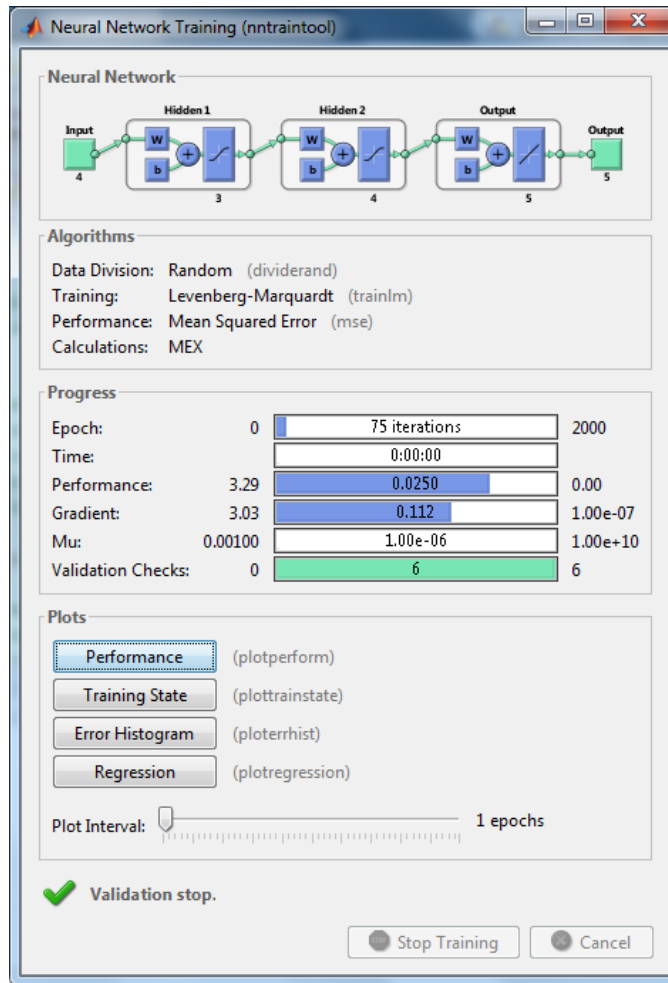 Neural Network Training (nntraintool)
Neural Network
Hidden 1 Hidden 2 Output
Input Output
W W W
b b b
+ + +
4 3 4 5 5
Algorithms
Data Division: Random (dividerand)
Training: Levenberg-Marquardt (trainlm)
Performance: Mean Squared Error (mse)
Calculations: MEX
Progress
Epoch: 0 75 iterations 2000
Time: 0:00:00
Performance: 3.29 0.0250 0.00
Gradient: 3.03 0.112 1.00e-07
Mu: 0.00100 1.00e-06 1.00e+10
Validation Checks: 0 6 6
Plots
Performance (plotperform)
Training State (plottrainstate)
Error Histogram (ploterrhist)
Regression (plotregression)
Plot Interval: 1 epochs
Validation stop.
Stop Training Cancel